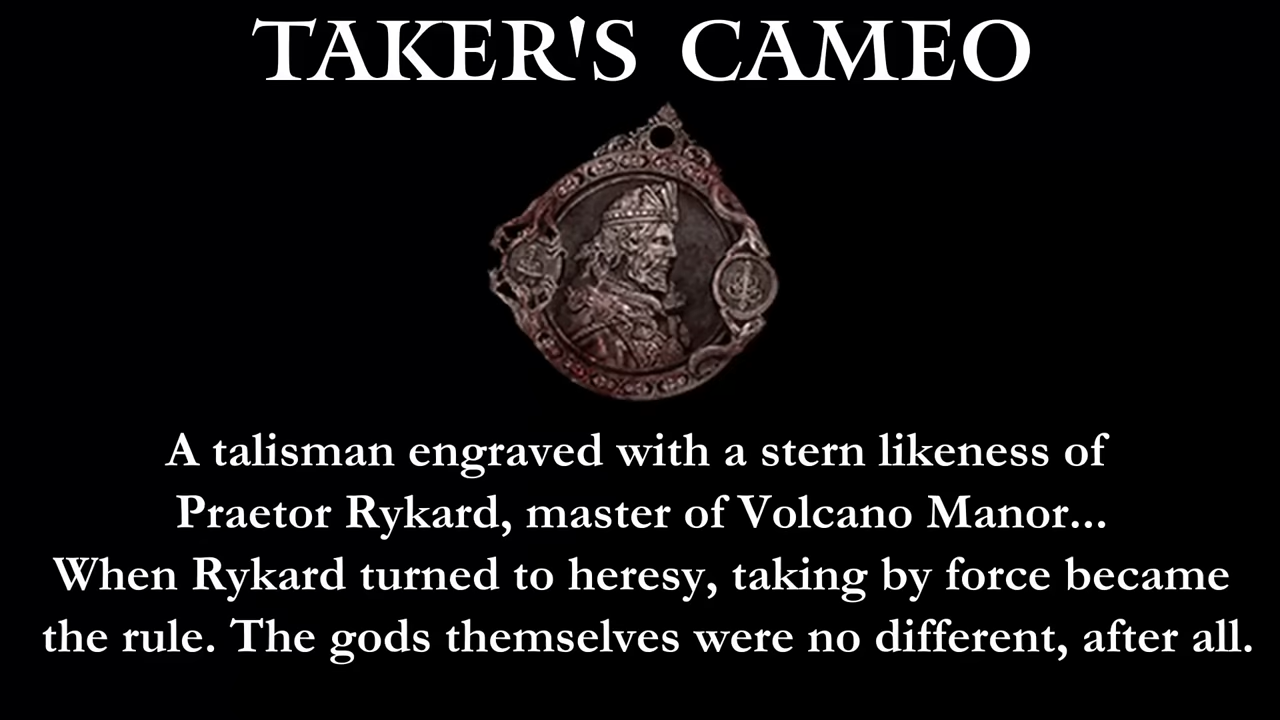 TAKER'S CAMEO
A talisman engraved with a stern likeness of
Praetor Rykard, master of Volcano Manor...
When Rykard turned to heresy, taking by force became
the rule. The gods themselves were no different, after all.